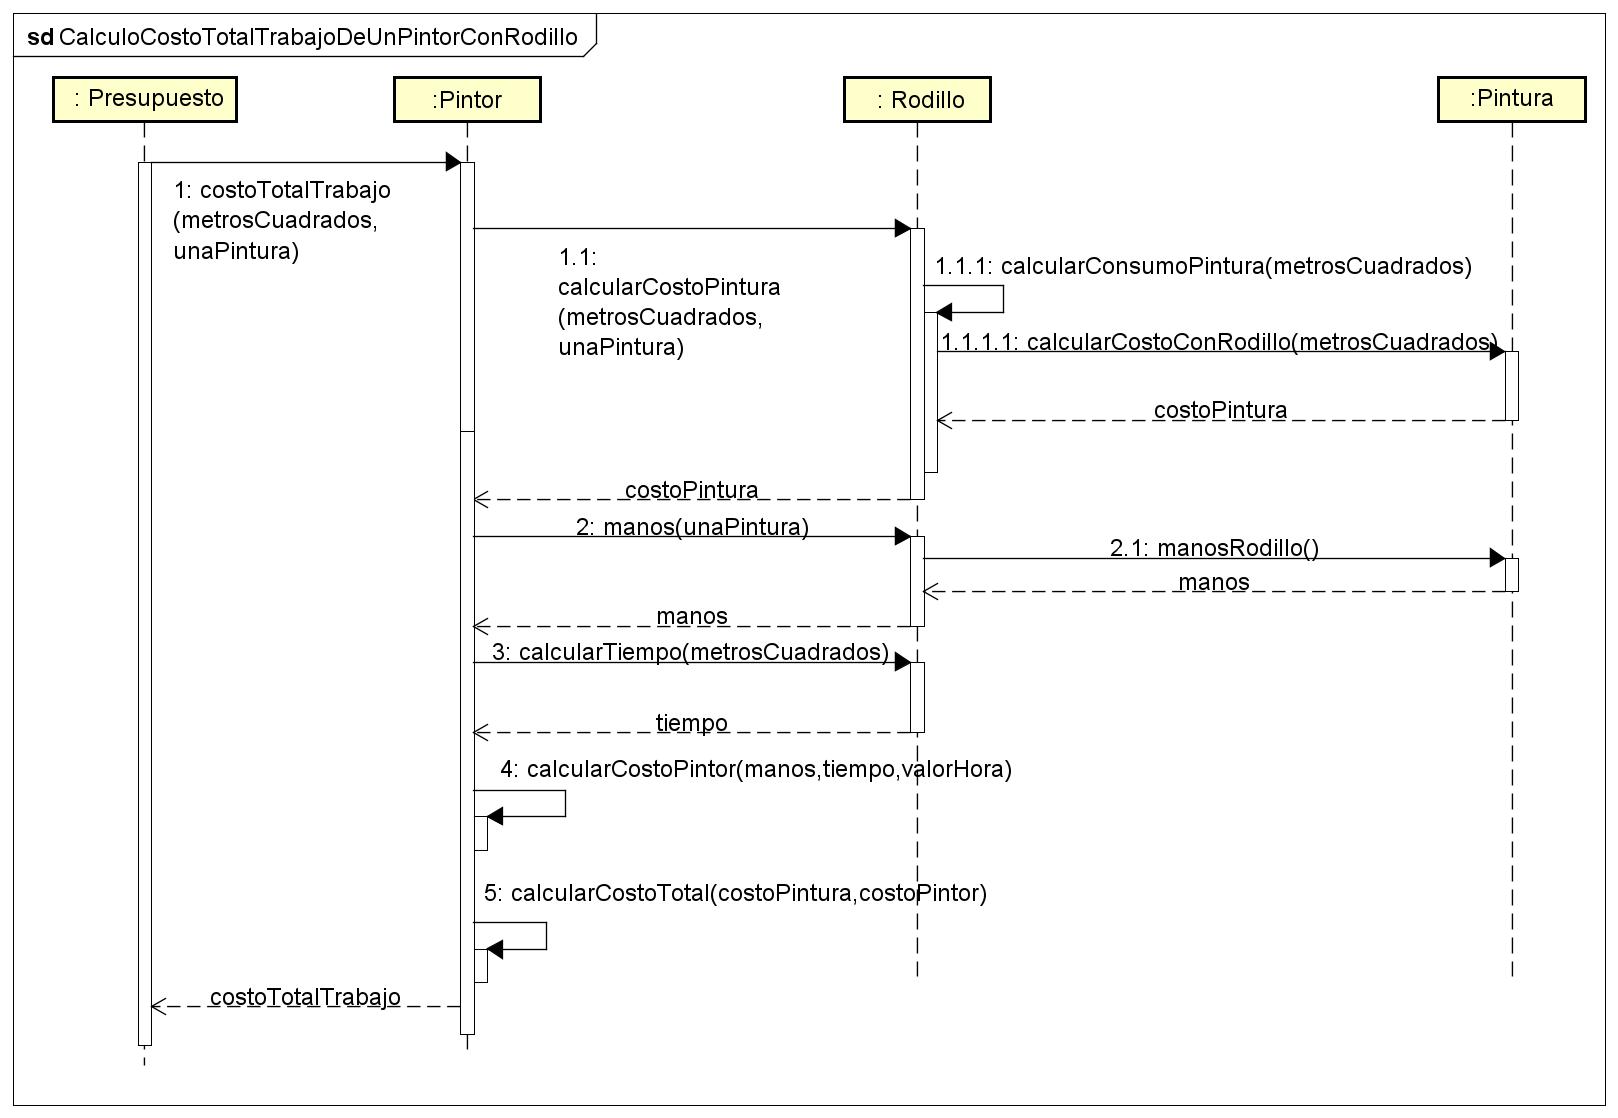 sd CalculoCostoTotalTrabajoDeUnPintorConRodillo
: Presupuesto
:Pintor
: Rodillo
:Pintura
1: costoTotalTrabajo
(metrosCuadrados,
unaPintura)
1.1:
calcularCostoPintura
(metrosCuadrados,
unaPintura)
1.1.1: calcularConsumoPintura(metrosCuadrados)
1.1.1.1: calcularCostoConRodillo(metrosCuadrados)
costoPintura
costoPintura
2: manos(unaPintura)
2.1: manosRodillo()
manos
manos
3: calcularTiempo(metrosCuadrados)
tiempo
4: calcularCostoPintor(manos,tiempo,valorHora)
5: calcularCostoTotal(costoPintura,costoPintor)
costoTotalTrabajo